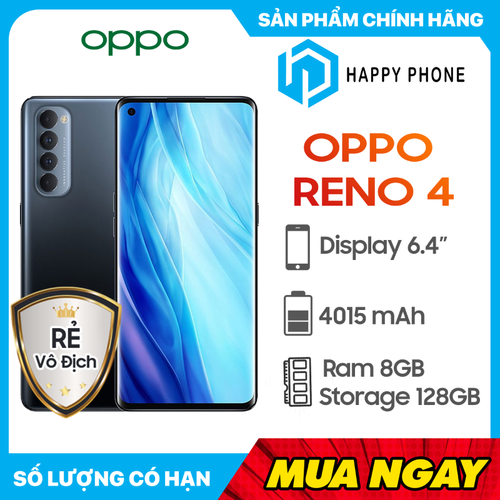 oppo
SẢN PHẨM CHÍNH HÃNG
HAPPY PHONE
OPPO
RENO 4
Display 6.4”
4015 mAh
Ram 8GB
Storage 128GB
RẺ
Vô Địch
SỐ LƯỢNG CÓ HẠN
MUA NGAY